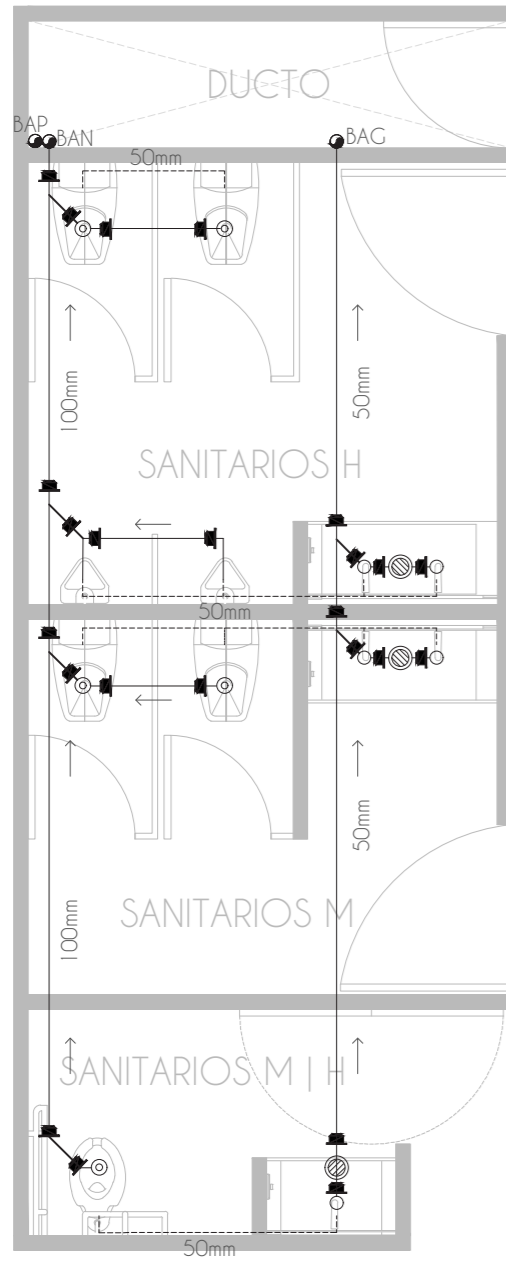 DUCTO
BAP
BAN
BAG
50mm
100mm
50mm
SANITARIOS H
50mm
100mm
50mm
SANITARIOS M
SANITARIOS M | H
50mm